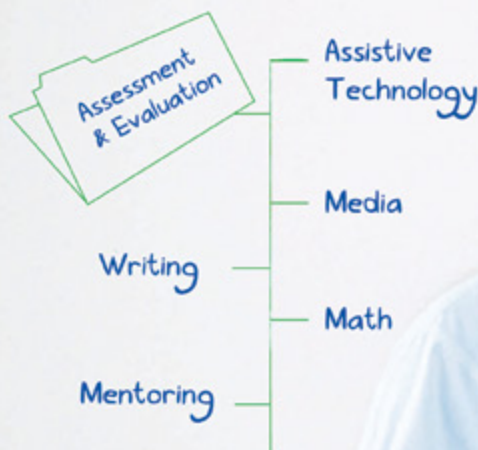 Assessment
& Evaluation
Assistive
Technology
Media
Writing
Math
Mentoring